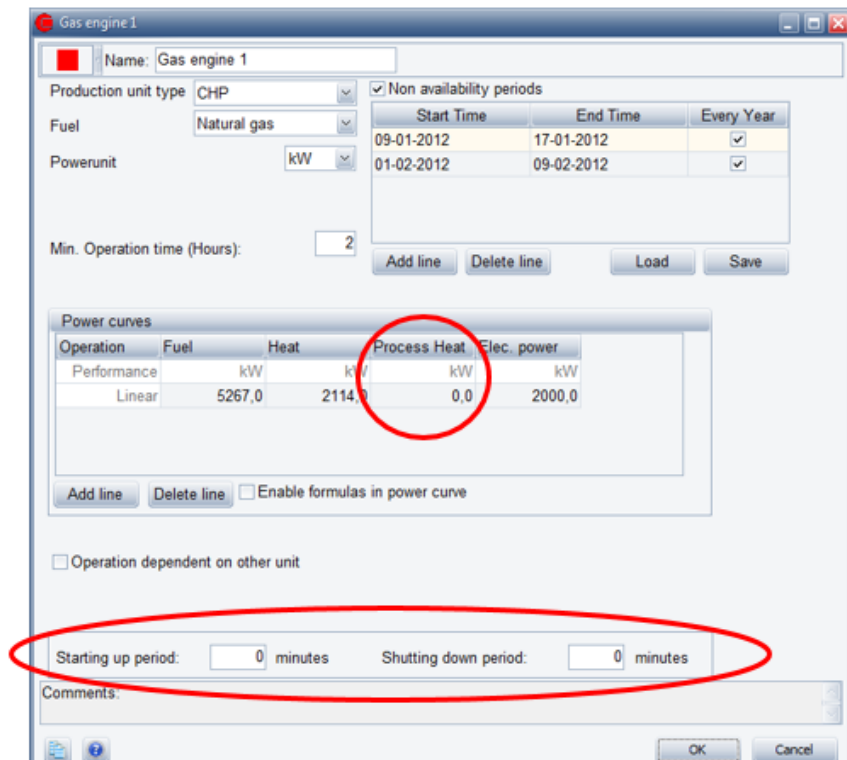 Gas engine 1
Name: Gas engine 1
Production unit type CHP
Fuel Natural gas
Powerunit kW
Min. Operation time (Hours): 2
Non availability periods
Start Time End Time Every Year
09-01-2012 17-01-2012
01-02-2012 09-02-2012
Add line Delete line Load Save
Power curves
Operation Fuel Heat Process Heat Elec. power
Performance kW kW kW kW
Linear 5267,0 2114,0 0,0 2000,0
Add line Delete line Enable formulas in power curve
Operation dependent on other unit
Starting up period: 0 minutes Shutting down period: 0 minutes
Comments:
OK Cancel